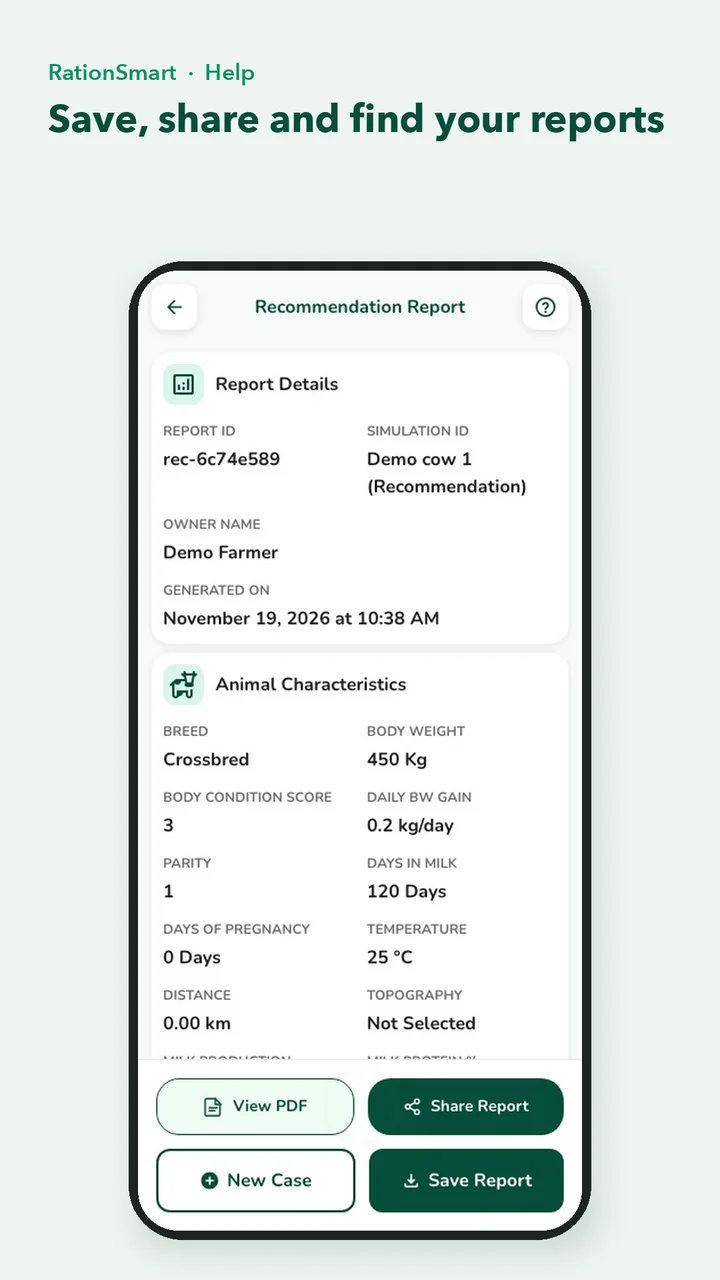 RationSmart · Help
Save, share and find your reports
Recommendation Report
Report Details
REPORT ID
rec-6c74e589
SIMULATION ID
Demo cow 1
(Recommendation)
OWNER NAME
Demo Farmer
GENERATED ON
November 19, 2026 at 10:38 AM
Animal Characteristics
BREED
Crossbred
BODY WEIGHT
450 Kg
BODY CONDITION SCORE
3
DAILY BW GAIN
0.2 kg/day
PARITY
1
DAYS IN MILK
120 Days
DAYS OF PREGNANCY
0 Days
TEMPERATURE
25 °C
DISTANCE
0.00 km
TOPOGRAPHY
Not Selected
MILK PRODUCTION
MILK PROTEIN %
View PDF
Share Report
New Case
Save Report